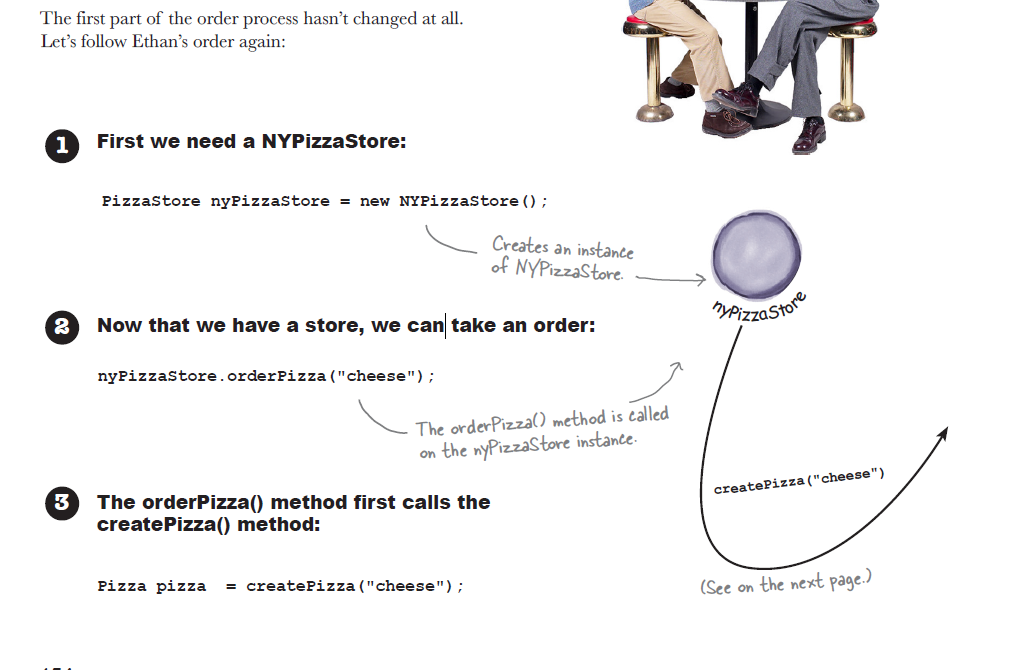 The first part of the order process hasn’t changed at all.
Let’s follow Ethan’s order again:
1 First we need a NYPizzaStore:
PizzaStore nyPizzaStore = new NYPizzaStore();
Creates an instance
of NYPizzaStore.
nyPizzaStore
2 Now that we have a store, we can take an order:
nyPizzaStore.orderPizza("cheese");
The orderPizza() method is called
on the nyPizzaStore instance.
createPizza("cheese")
3 The orderPizza() method first calls the
createPizza() method:
Pizza pizza = createPizza("cheese");
(See on the next page.)